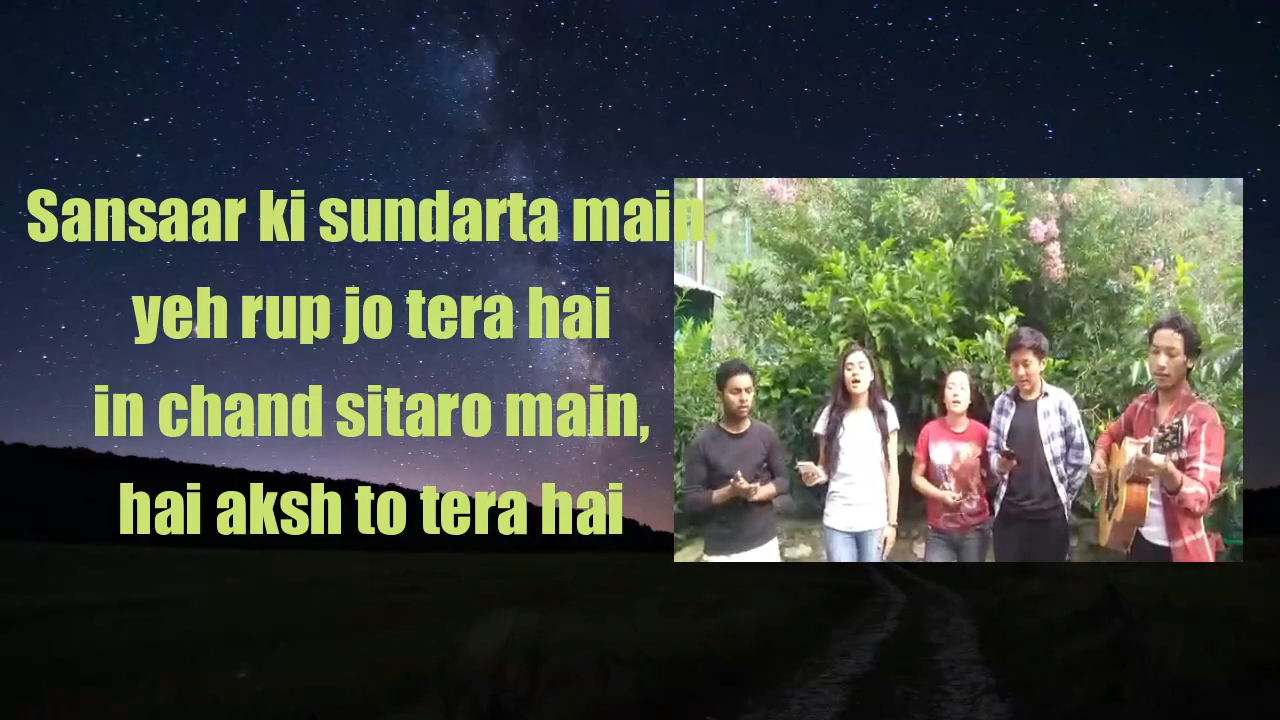 Sansaar ki sundarta main,
yeh rup jo tera hai
in chand sitaro main,
hai aksh to tera hai